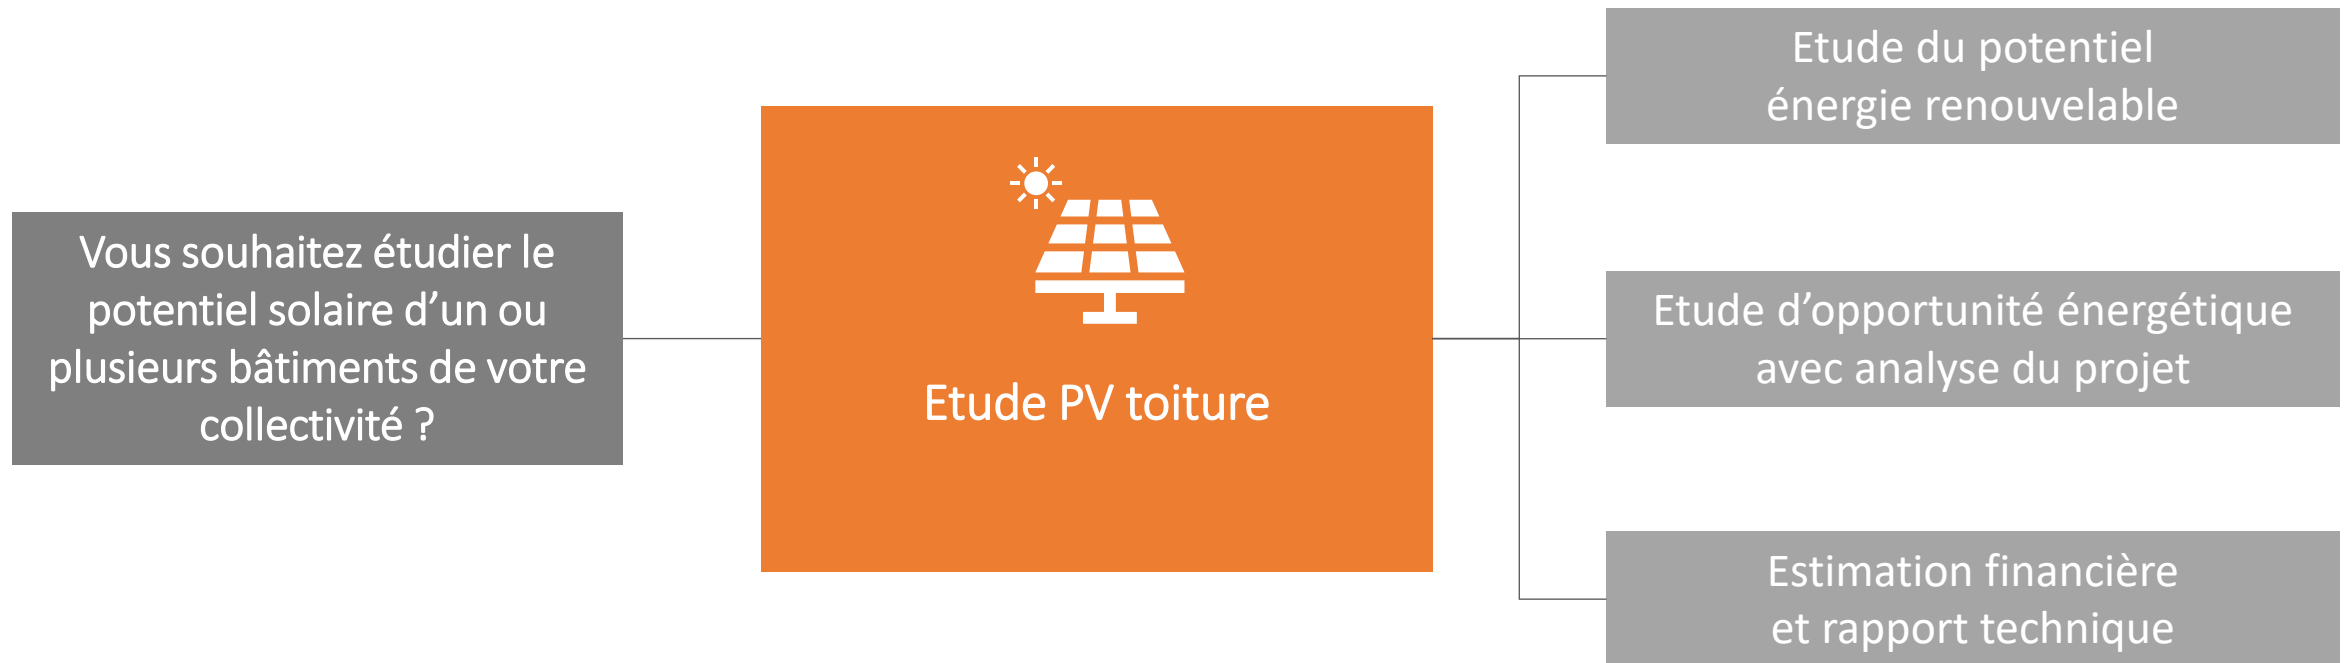 Vous souhaitez étudier le
potentiel solaire d’un ou
plusieurs bâtiments de votre
collectivité ?
Etude PV toiture
Etude du potentiel
énergie renouvelable
Etude d’opportunité énergétique
avec analyse du projet
Estimation financière
et rapport technique